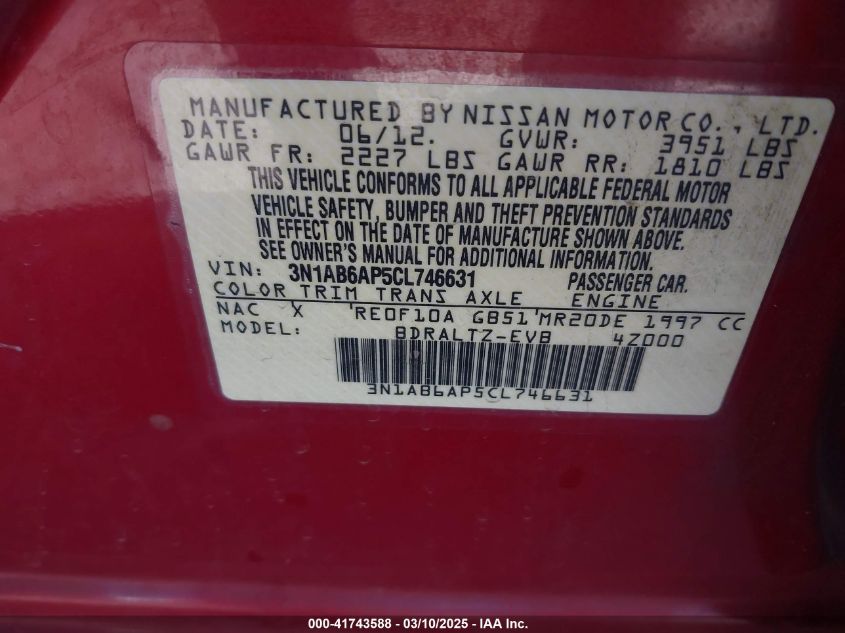 MANUFACTURED BY NISSAN MOTOR CO., LTD.
DATE: 06/12. GVWR: 3951 LBS
GAWR FR: 2227 LBS GAWR RR: 1810 LBS
THIS VEHICLE CONFORMS TO ALL APPLICABLE FEDERAL MOTOR
VEHICLE SAFETY, BUMPER AND THEFT PREVENTION STANDARDS
IN EFFECT ON THE DATE OF MANUFACTURE SHOWN ABOVE.
SEE OWNER'S MANUAL FOR ADDITIONAL INFORMATION.
VIN: 3N1AB6AP5CL746631 PASSENGER CAR.
COLOR TRIM TRANS AXLE ENGINE
NAC X 'RE0F10A GB51'MR20DE 1997 CC
MODEL: BDRALTZ-EVB 4Z000
3N1AB6AP5CL746631
000-41743588 - 03/10/2025 - IAA Inc.